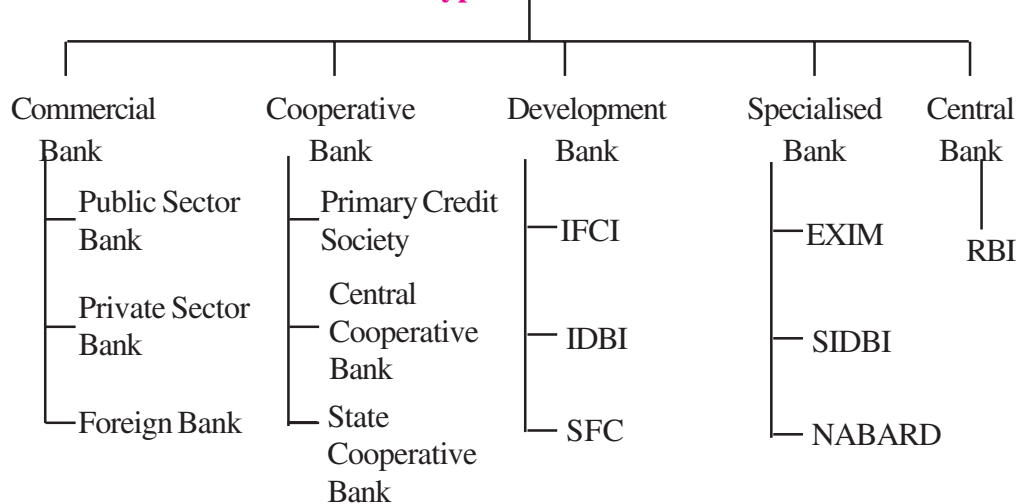 Commercial
Bank
Public Sector
Bank
Private Sector
Bank
Foreign Bank
Cooperative
Bank
Primary Credit
Society
Central
Cooperative
Bank
State
Cooperative
Bank
Development
Bank
IFCI
IDBI
SFC
Specialised
Bank
EXIM
SIDBI
NABARD
Central
Bank
RBI